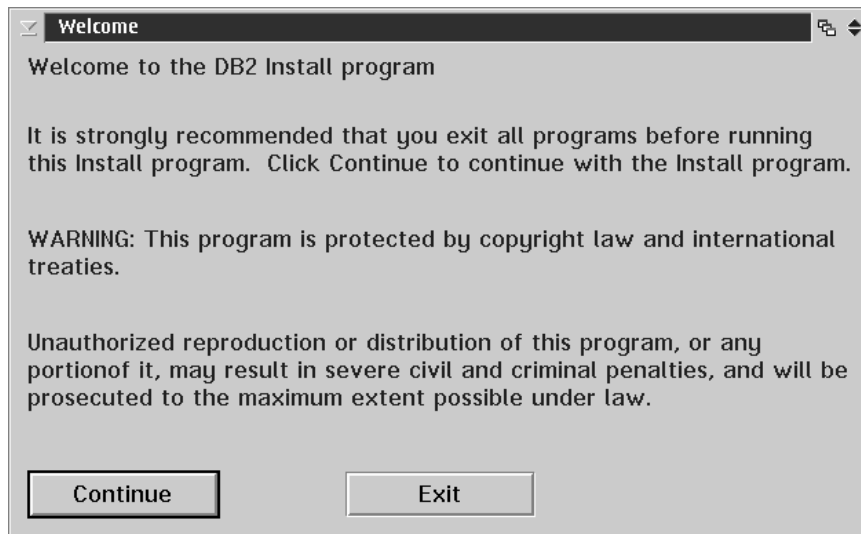 Welcome
Welcome to the DB2 Install program
It is strongly recommended that you exit all programs before running
this Install program.  Click Continue to continue with the Install program.
WARNING: This program is protected by copyright law and international
treaties.
Unauthorized reproduction or distribution of this program, or any
portionof it, may result in severe civil and criminal penalties, and will be
prosecuted to the maximum extent possible under law.
Continue
Exit